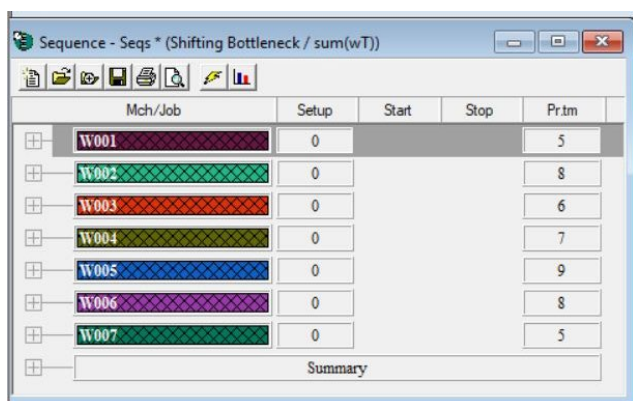 Sequence - Seqs * (Shifting Bottleneck / sum(wT))
Mch/Job Setup Start Stop Pr.tm
W001 0 5
W002 0 8
W003 0 6
W004 0 7
W005 0 9
W006 0 8
W007 0 5
Summary